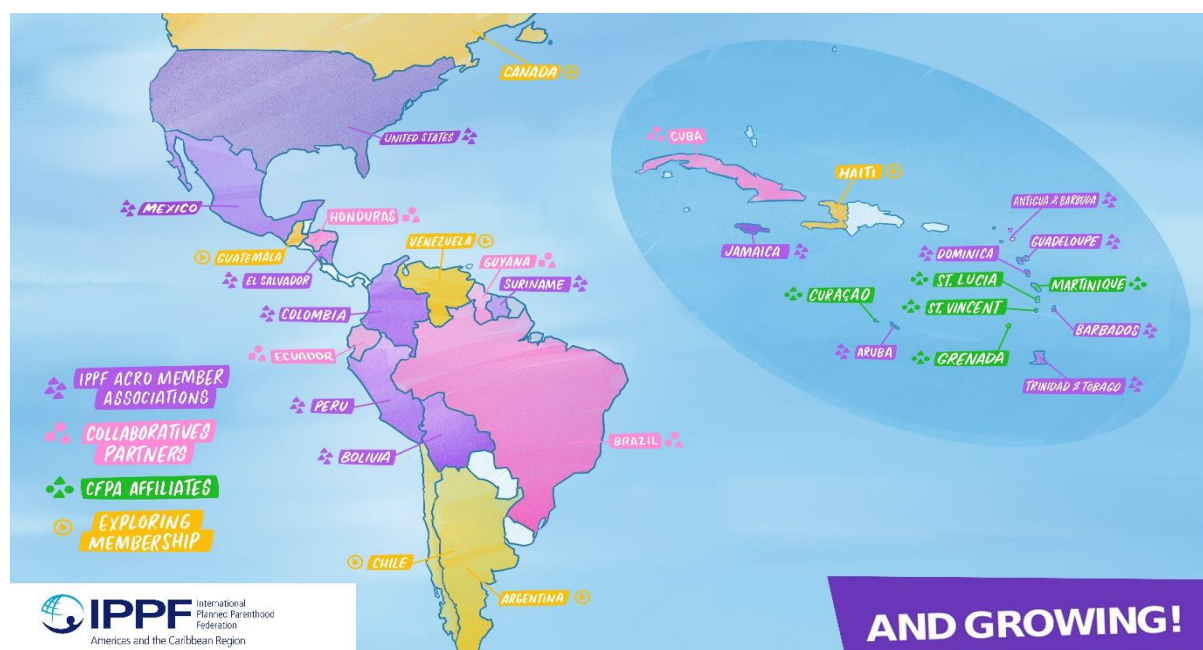 CANADA
UNITED STATES
MEXICO
HONDURAS
GUATEMALA
VENEZUELA
GUYANA
EL SALVADOR
SURINAME
COLOMBIA
ECUADOR
PERU
BRAZIL
BOLIVIA
CHILE
ARGENTINA
CUBA
HAITI
ANTIGUA & BARBUDA
JAMAICA
DOMINICA
GUADELOUPE
ST. LUCIA
MARTINIQUE
CURAÇAO
ST. VINCENT
BARBADOS
ARUBA
GRENADA
TRINIDAD & TOBAGO
IPPF ACRO MEMBER
ASSOCIATIONS
COLLABORATIVES
PARTNERS
CFPA AFFILIATES
EXPLORING
MEMBERSHIP
IPPF
International
Planned Parenthood
Federation
Americas and the Caribbean Region
AND GROWING!